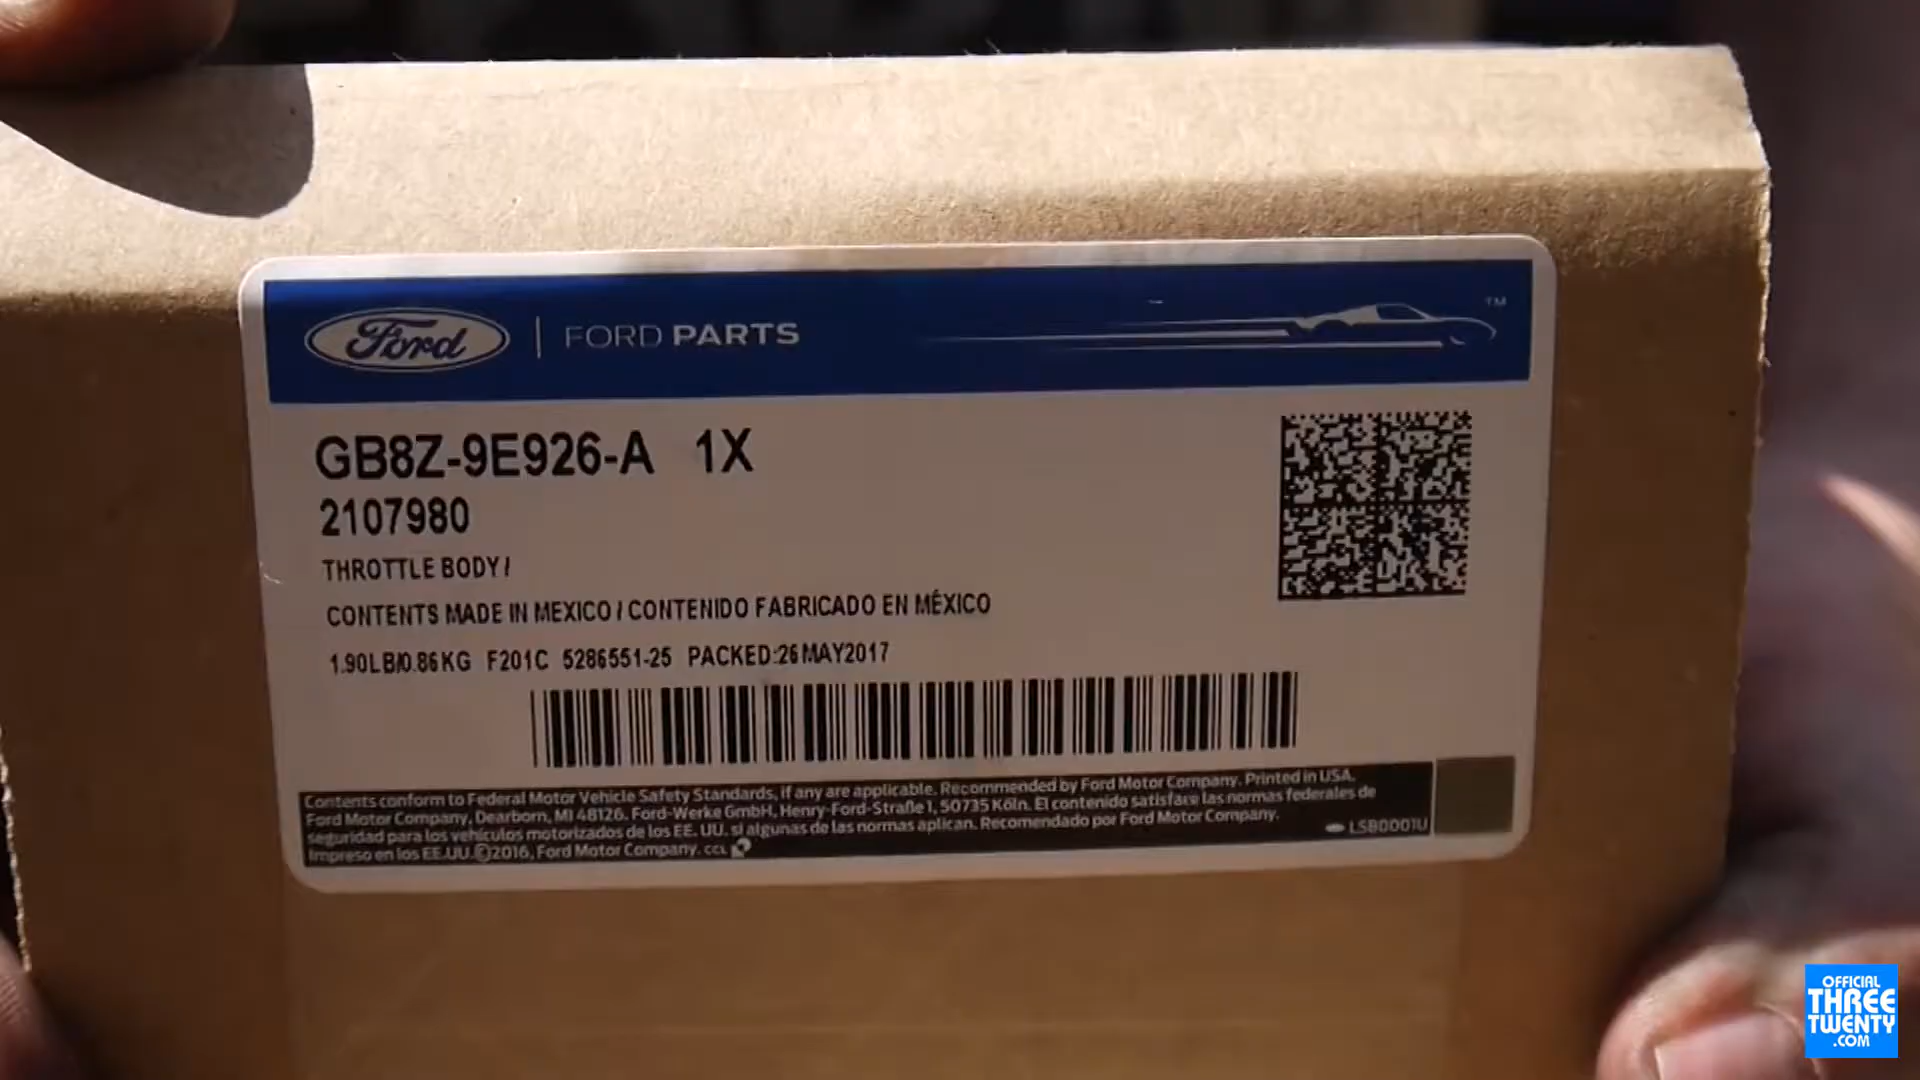 Ford | FORD PARTS
TM
GB8Z-9E926-A 1X
2107980
THROTTLE BODY /
CONTENTS MADE IN MEXICO / CONTENIDO FABRICADO EN MÉXICO
1.90LB/0.86KG F201C 5286551-25 PACKED:26MAY2017
Contents conform to Federal Motor Vehicle Safety Standards, if any are applicable. Recommended by Ford Motor Company. Printed in USA.
Ford Motor Company, Dearborn, MI 48126. Ford-Werke GmbH, Henry-Ford-Straße 1, 50735 Köln. El contenido satisface las normas federales de
seguridad para los vehículos motorizados de los EE. UU. si algunas de las normas aplican. Recomendado por Ford Motor Company.
Impreso en los EE.UU.©2016, Ford Motor Company. CCL
LSB0001U
OFFICIAL
THREE
TWENTY
.COM